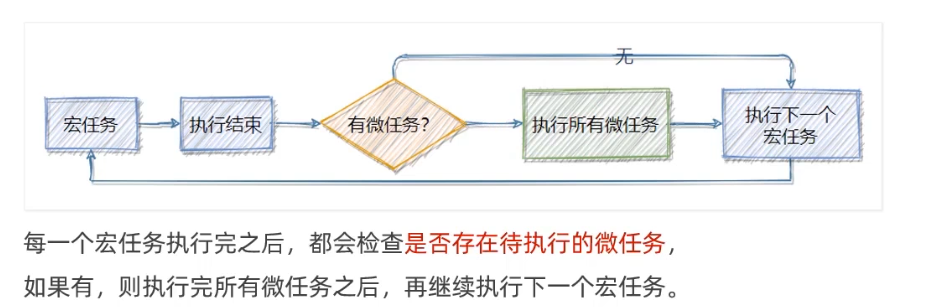 无
宏任务
执行结束
有微任务?
执行所有微任务
执行下一个
宏任务
每一个宏任务执行完之后，都会检查是否存在待执行的微任务，
如果有，则执行完所有微任务之后，再继续执行下一个宏任务。